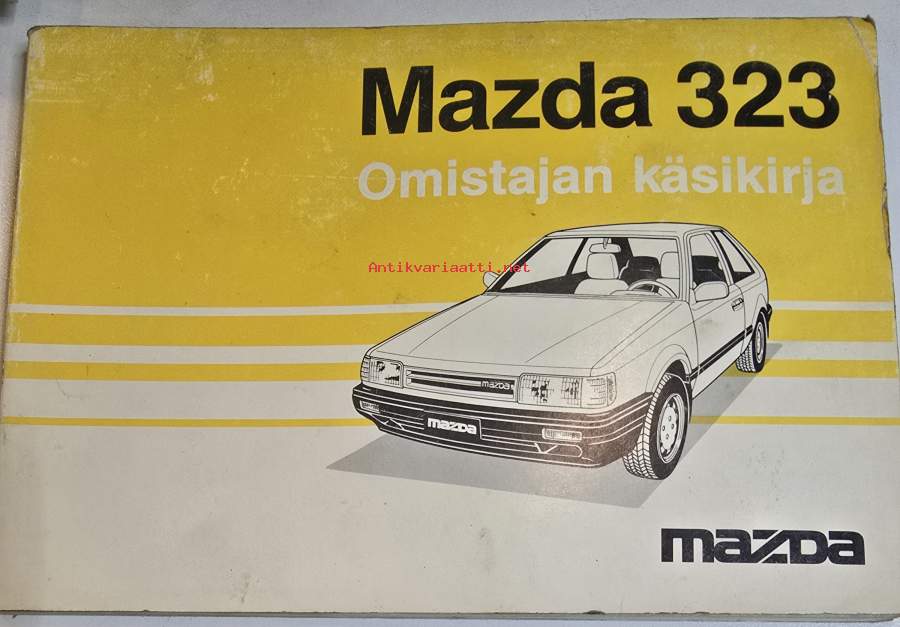 Mazda 323
Omistajan käsikirja
Antikvariaatti.net
mazda
mazda
mazda